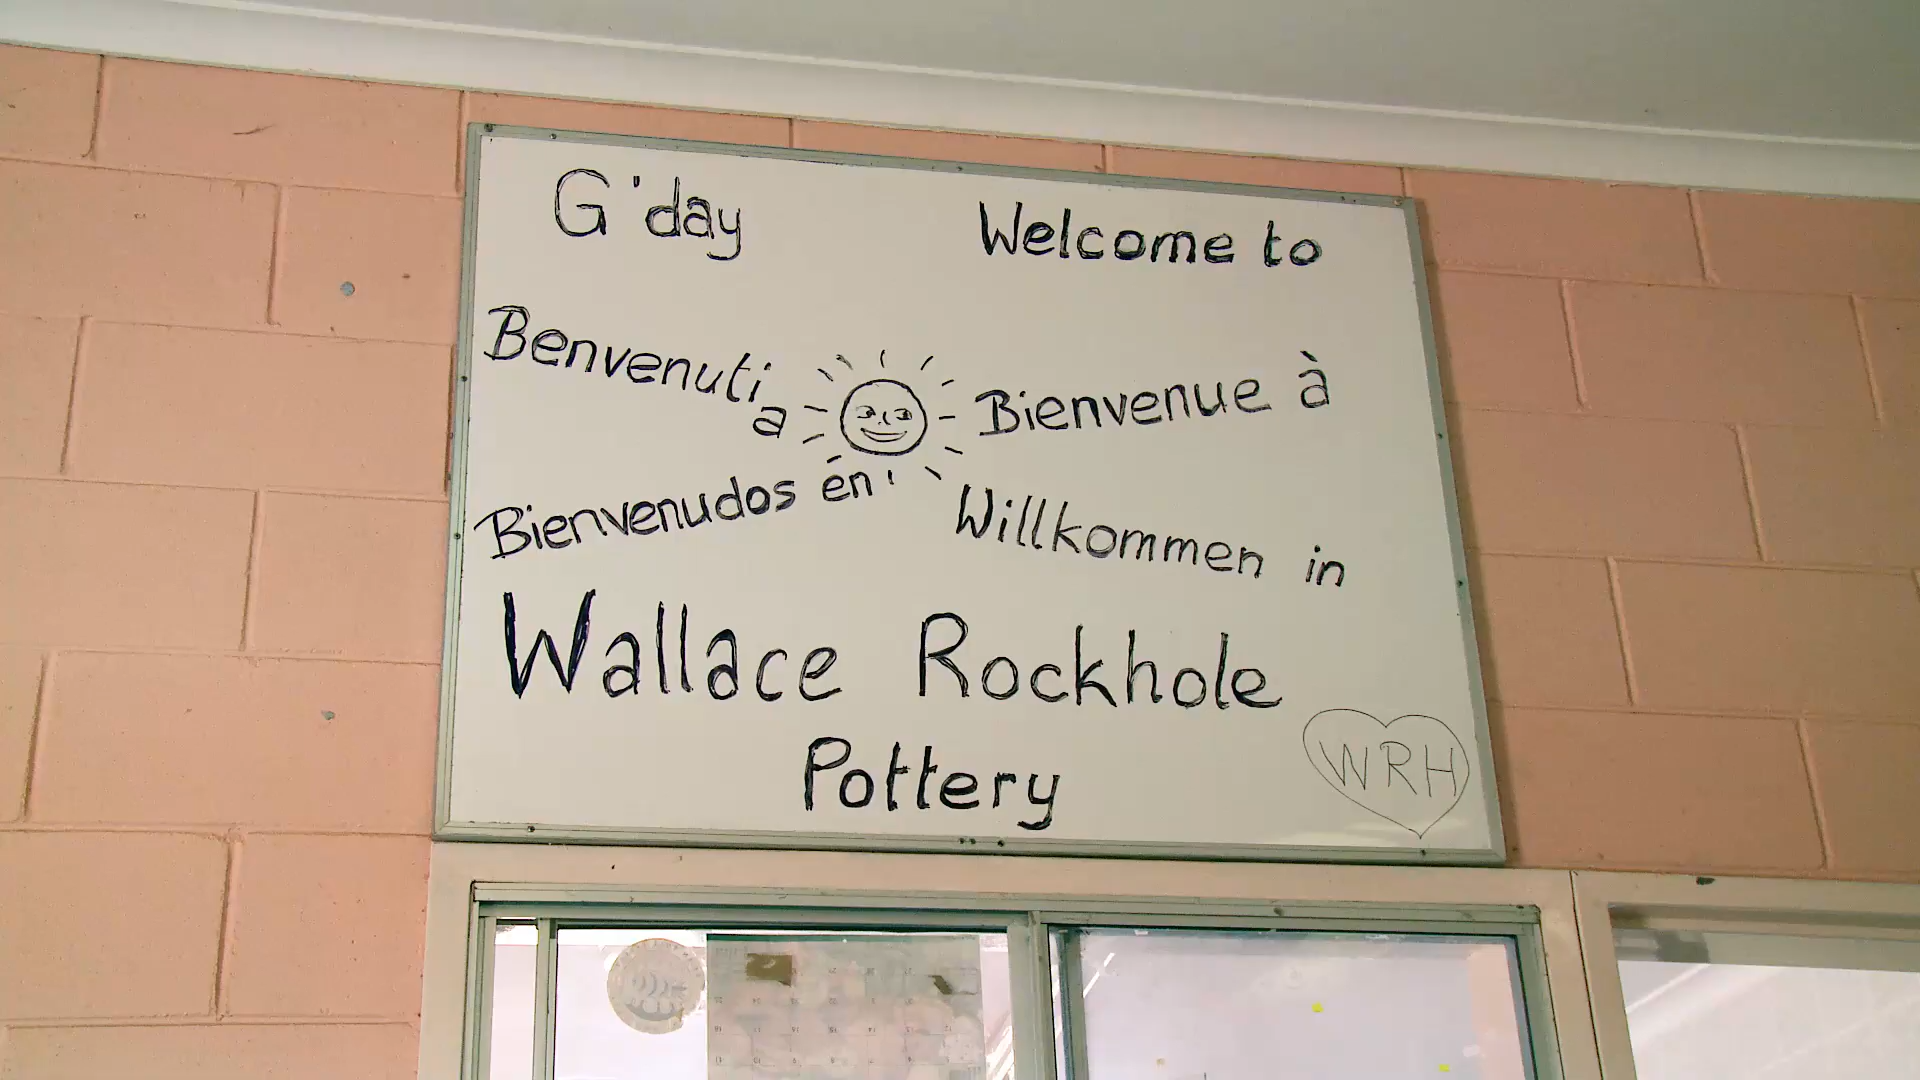 G'day Welcome to
Benvenuti a
Bienvenue à
Bienvenudos en
Willkommen in
Wallace Rockhole
Pottery
WRH